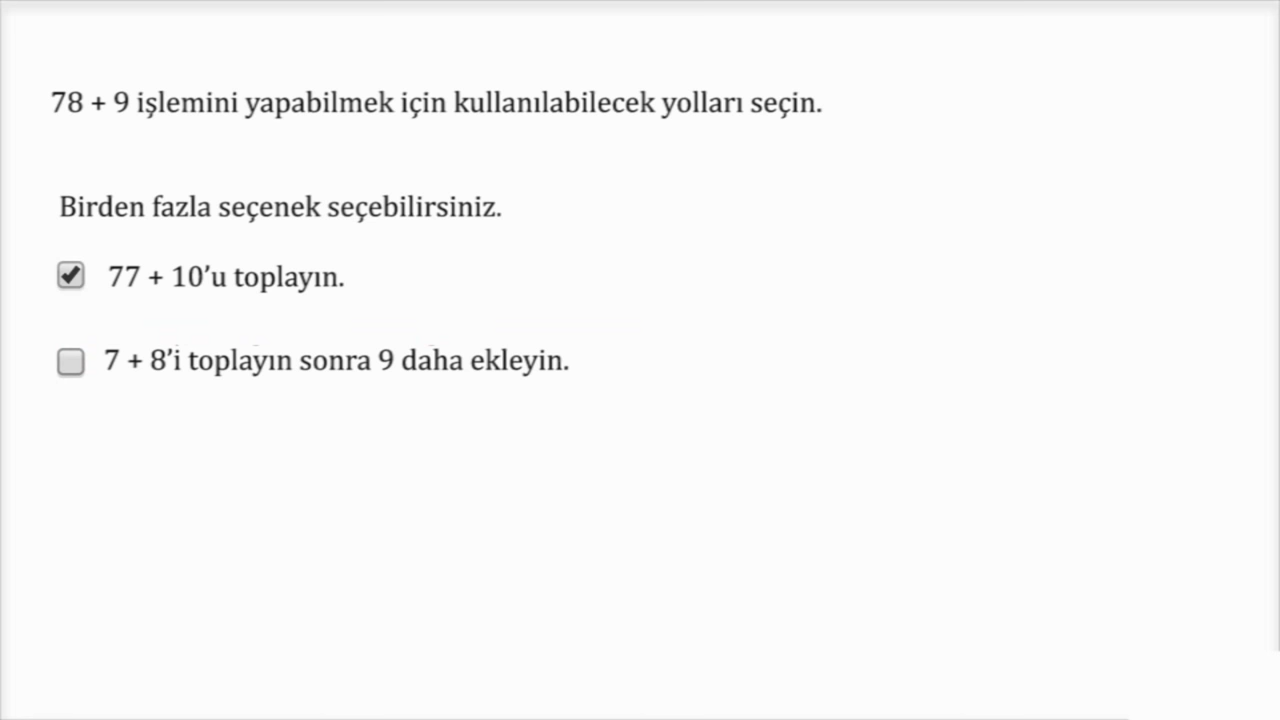 78 + 9 işlemini yapabilmek için kullanılabilecek yolları seçin.
Birden fazla seçenek seçebilirsiniz.
77 + 10’u toplayın.
7 + 8’i toplayın sonra 9 daha ekleyin.